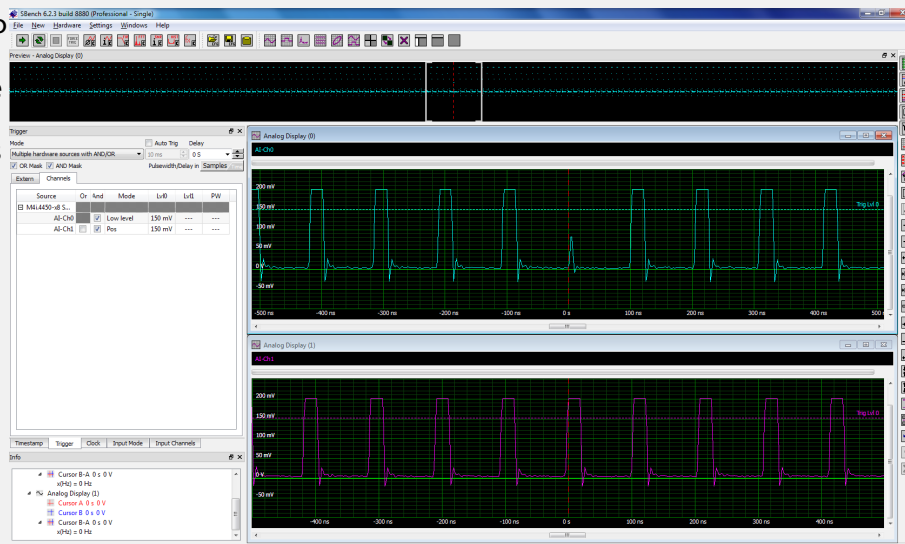 SBench 6.2.3 build 8880 (Professional - Single)
File New Hardware Settings Windows Help
Preview - Analog Display (0)
Trigger
Mode
Auto Trig
Delay
Multiple hardware sources with AND/OR
10 ms
0 S
OR Mask
AND Mask
Pulsewidth/Delay in
Samples
Extern
Channels
Source Or And Mode Lvl0 Lvl1 PW
M4i.4450-x8 S...
AI-Ch0 Low level 150 mV --- ---
AI-Ch1 Pos 150 mV --- ---
Timestamp
Trigger
Clock
Input Mode
Input Channels
Info
Cursor B-A 0 s 0 V
x(Hz) = 0 Hz
Analog Display (1)
Cursor A 0 s 0 V
Cursor B 0 s 0 V
Cursor B-A 0 s 0 V
x(Hz) = 0 Hz
Analog Display (0)
AI-Ch0
200 mV
Trig Lvl 0
150 mV
100 mV
50 mV
0 V
-50 mV
-500 ns -400 ns -300 ns -200 ns -100 ns 0 s 100 ns 200 ns 300 ns 400 ns 500
Analog Display (1)
AI-Ch1
200 mV
150 mV
Trig Lvl 0
100 mV
50 mV
0 V
-50 mV
-400 ns -300 ns -200 ns -100 ns 0 s 100 ns 200 ns 300 ns 400 ns